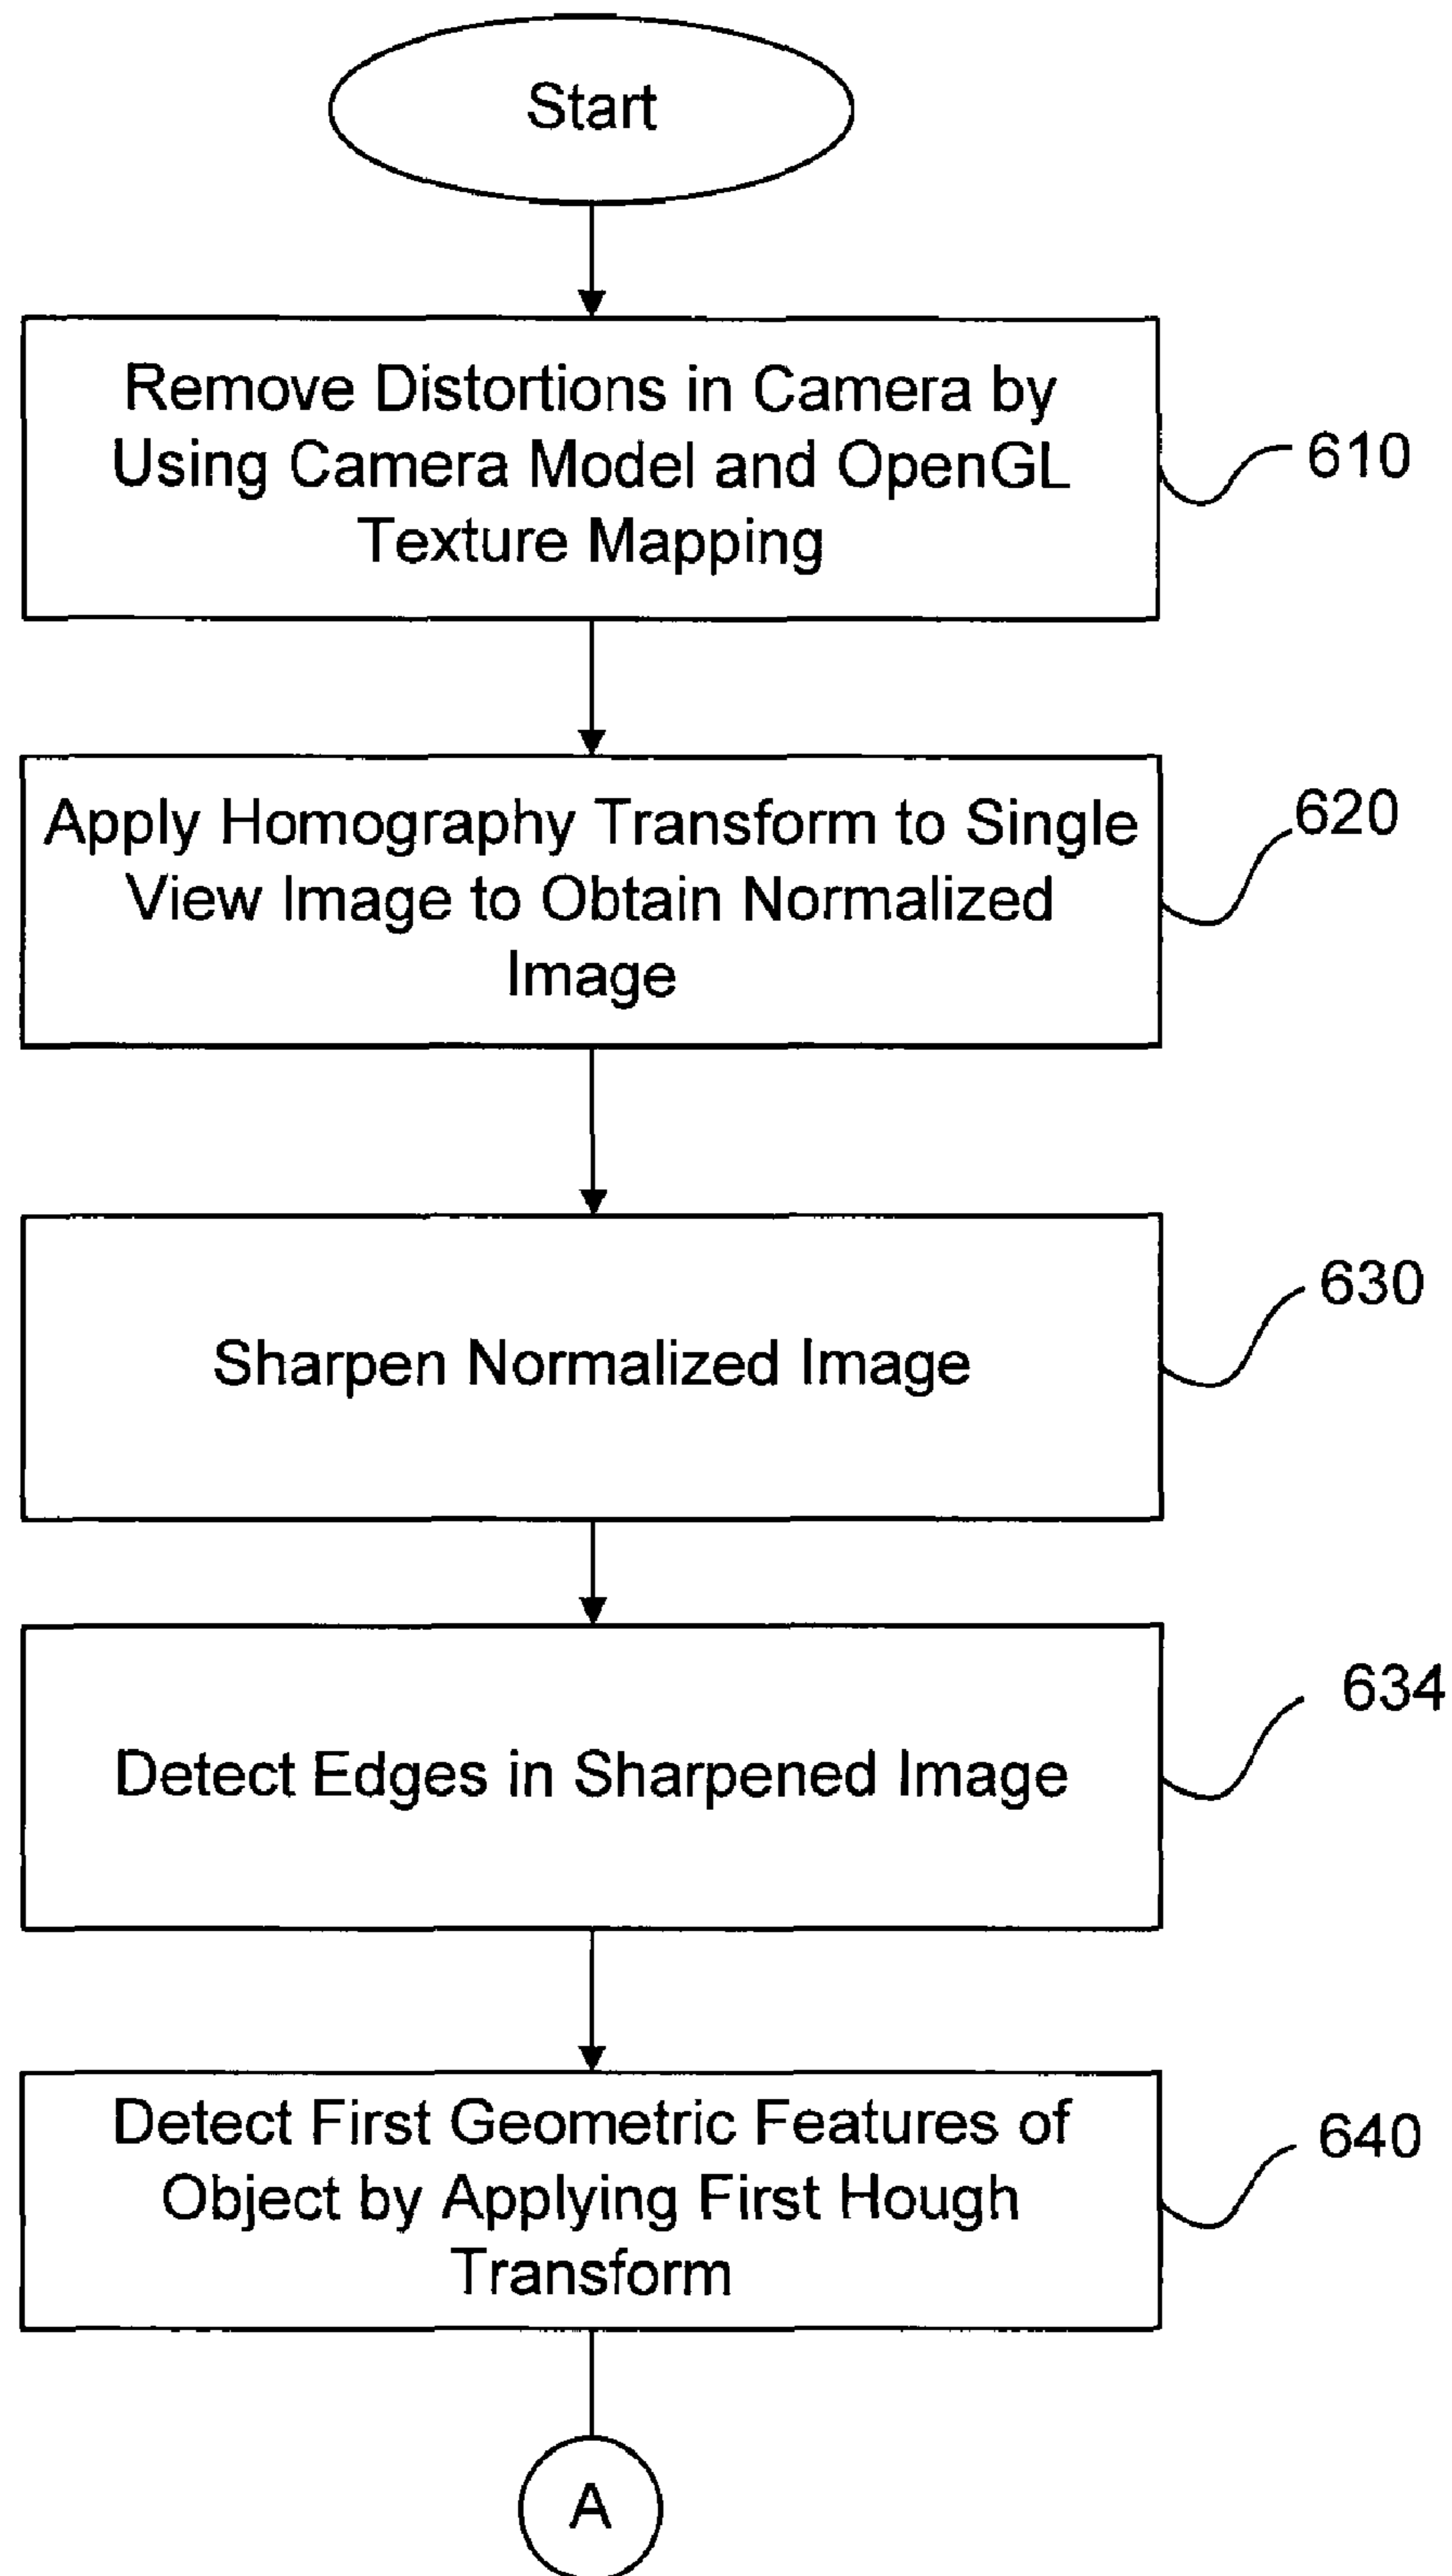 Start
Remove Distortions in Camera by
Using Camera Model and OpenGL
Texture Mapping
610
Apply Homography Transform to Single
View Image to Obtain Normalized
Image
620
Sharpen Normalized Image
630
Detect Edges in Sharpened Image
634
Detect First Geometric Features of
Object by Applying First Hough
Transform
640
A